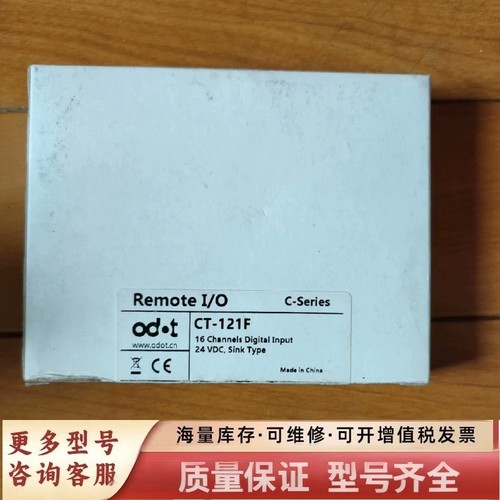 Remote I/O C-Series
od•t CT-121F
www.odot.cn 16 Channels Digital Input
24 VDC, Sink Type
CE Made in China
更多型号 海量库存·可维修·可开增值税发票
咨询客服 质量保证 型号齐全